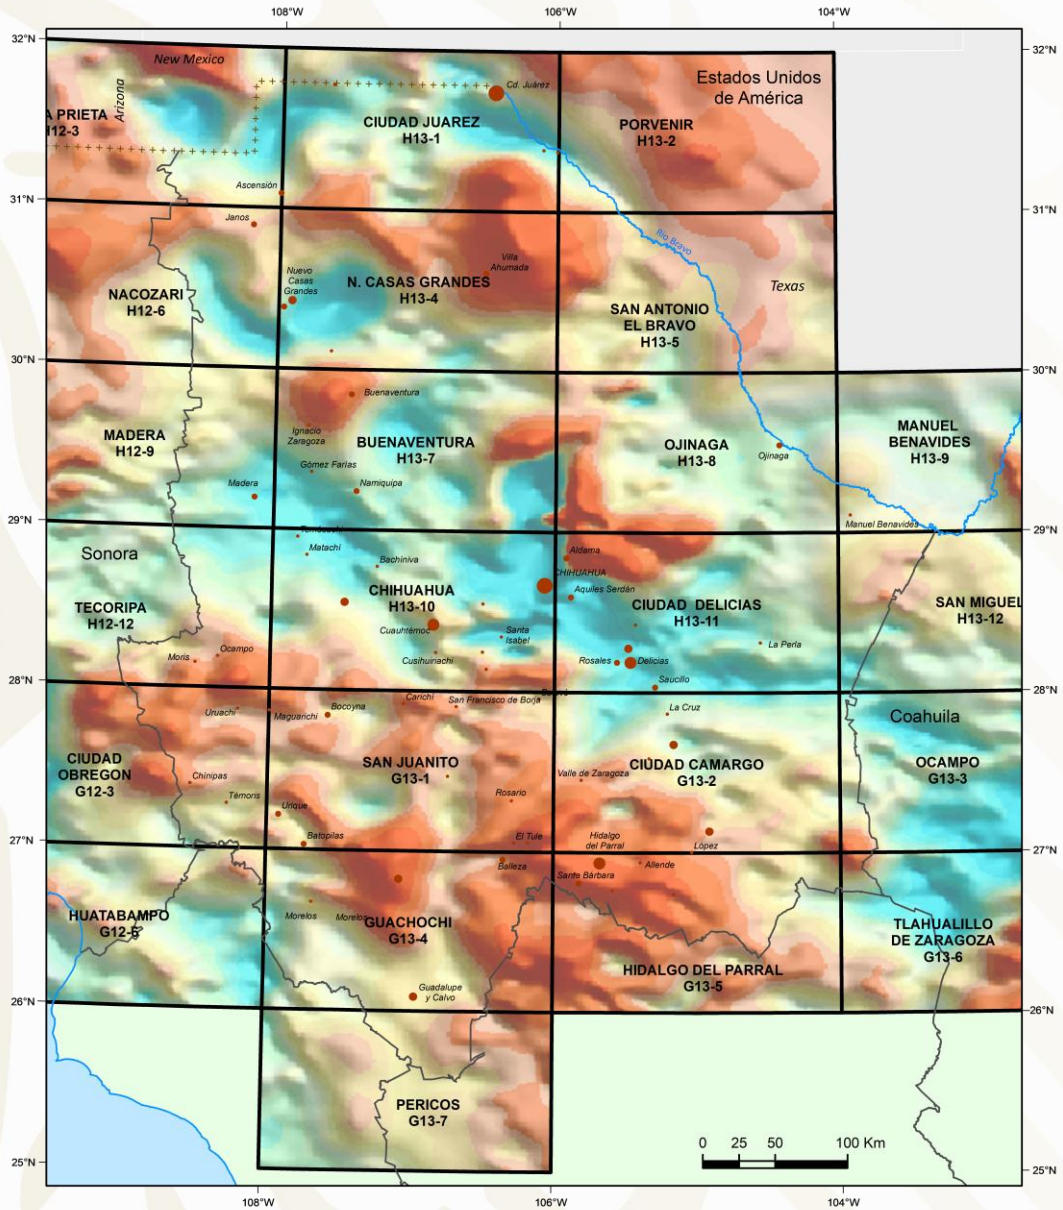 108°W
106°W
104°W
32°N
32°N
New Mexico
Estados Unidos
de América
Arizona
Cd. Juárez
A PRIETA
H12-3
CIUDAD JUAREZ
H13-1
PORVENIR
H13-2
Ascensión
31°N
31°N
Janos
Río Bravo
Villa
Ahumada
Nuevo
Casas
Grandes
N. CASAS GRANDES
H13-4
Texas
NACOZARI
H12-6
SAN ANTONIO
EL BRAVO
H13-5
30°N
30°N
Buenaventura
Ignacio
Zaragoza
MADERA
H12-9
BUENAVENTURA
H13-7
OJINAGA
H13-8
Ojinaga
MANUEL
BENAVIDES
H13-9
Gómez Farías
Madera
Namiquipa
29°N
29°N
Manuel Benavides
Matachi
Sonora
Aldama
Bachiniva
CHIHUAHUA
Aquiles Serdán
CHIHUAHUA
H13-10
CIUDAD DELICIAS
H13-11
SAN MIGUEL
H13-12
TECORIPA
H12-12
Cuauhtémoc
Santa
Isabel
La Perla
Moris
Ocampo
Cusihuinachi
Rosales
Delicias
28°N
28°N
Saucillo
Carichi
San Francisco de Borja
Uruachi
Maguarichi
Bocoyna
La Cruz
Coahuila
CIUDAD
OBREGON
G12-3
SAN JUANITO
G13-1
CIUDAD CAMARGO
G13-2
OCAMPO
G13-3
Chinipas
Valle de Zaragoza
Témoris
Rosario
Urique
Batopilas
El Tule
Hidalgo
del Parral
López
27°N
27°N
Balleza
Allende
Santa Bárbara
HUATABAMPO
G12-6
Morelos
Morelos
GUACHOCHI
G13-4
TLAHUALILLO
DE ZARAGOZA
G13-6
HIDALGO DEL PARRAL
G13-5
Guadalupe
y Calvo
26°N
26°N
PERICOS
G13-7
0 25 50 100 Km
25°N
25°N
108°W
106°W
104°W